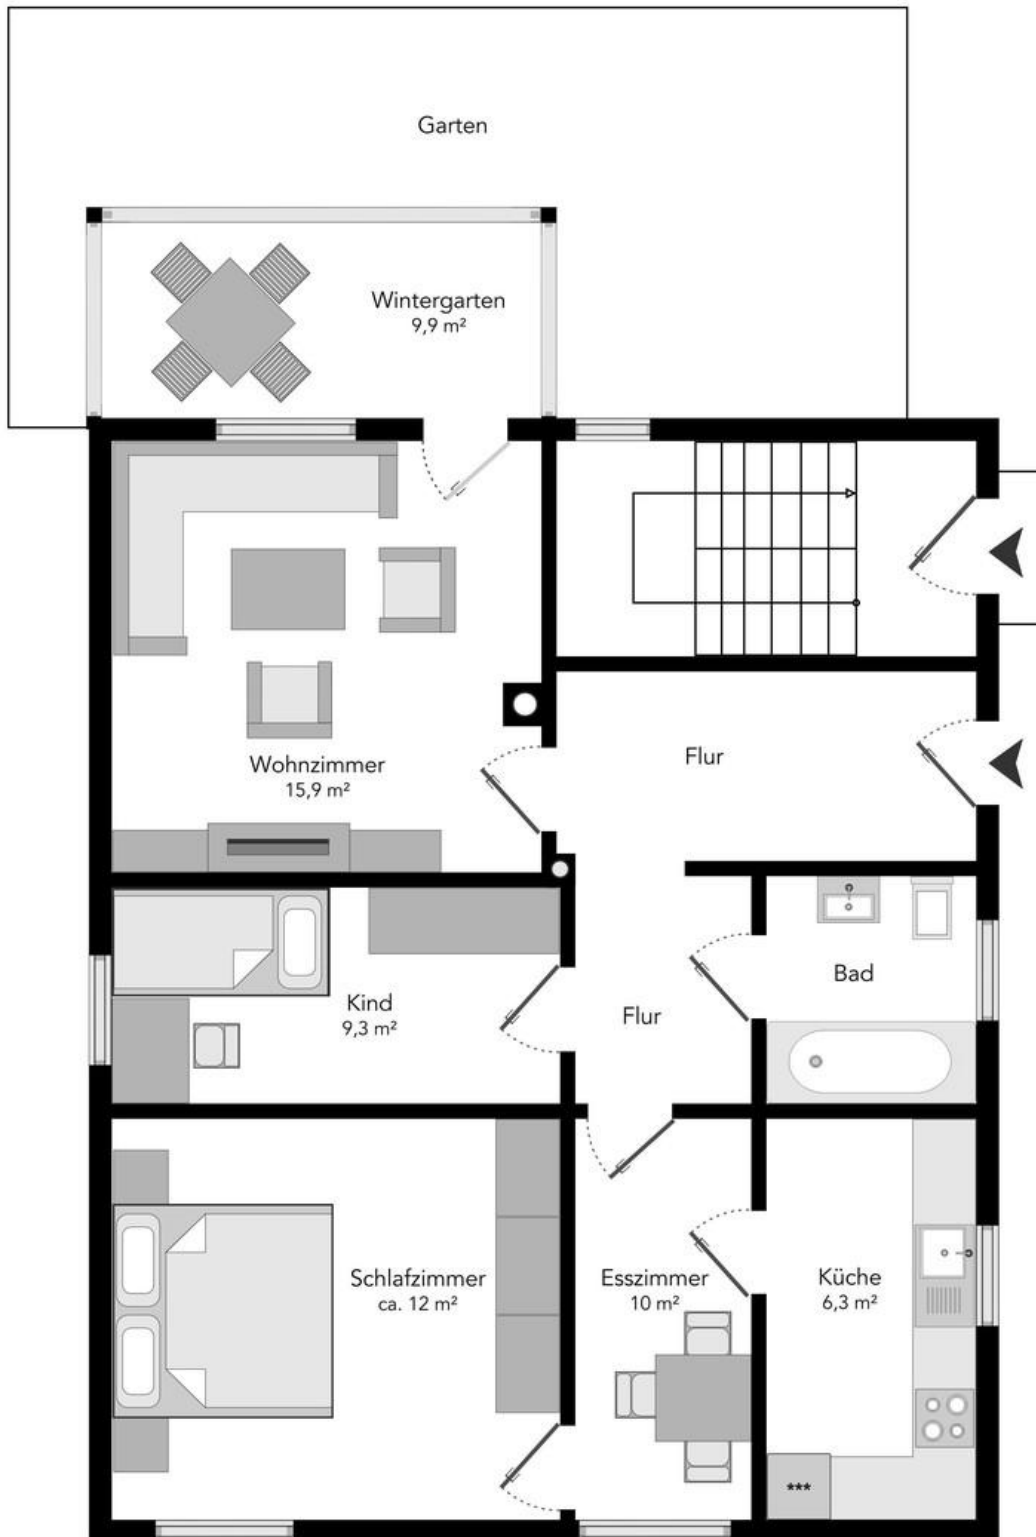 Garten
Wintergarten
9,9 m²
Wohnzimmer
15,9 m²
Flur
Kind
9,3 m²
Flur
Bad
Schlafzimmer
ca. 12 m²
Esszimmer
10 m²
Küche
6,3 m²
***